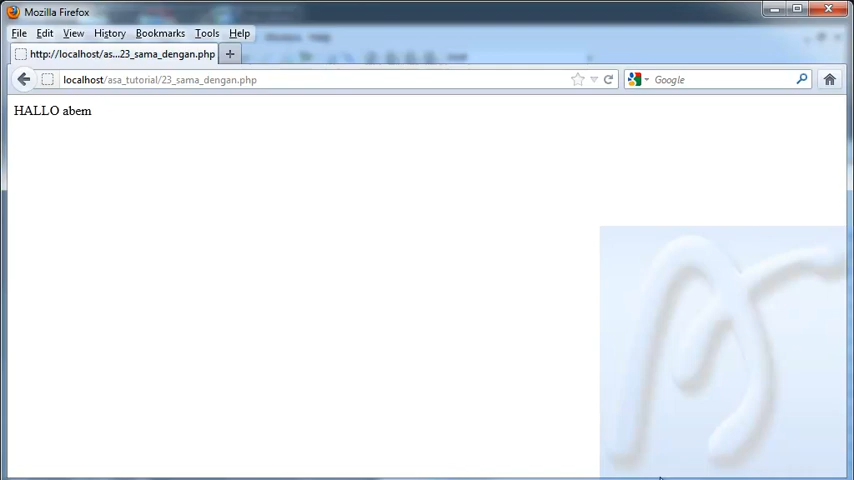 Mozilla Firefox
File Edit View History Bookmarks Tools Help
http://localhost/as...23_sama_dengan.php
localhost/asa_tutorial/23_sama_dengan.php
Google
HALLO abem